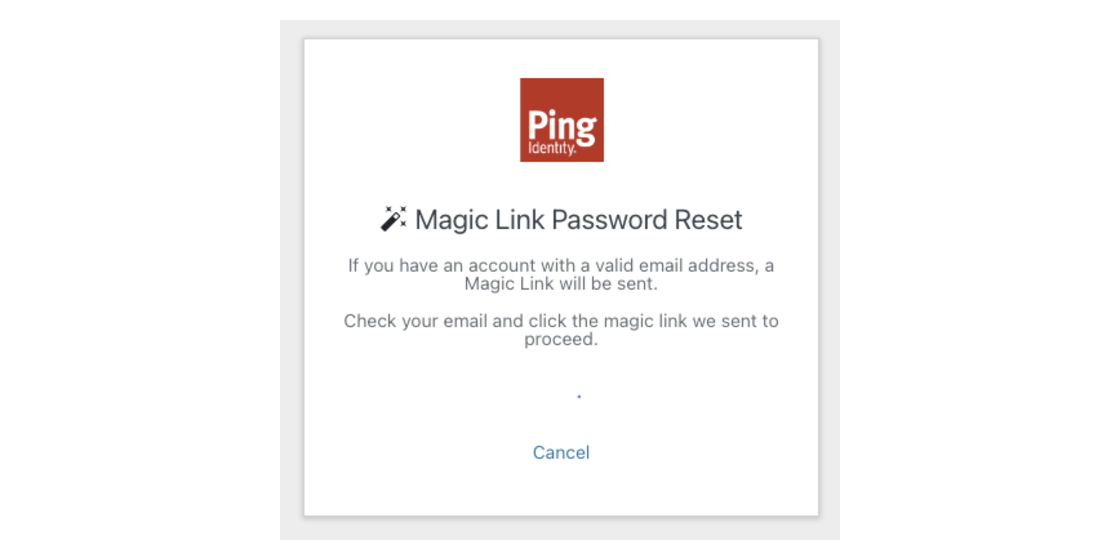 Ping
Identity.
Magic Link Password Reset
If you have an account with a valid email address, a
Magic Link will be sent.
Check your email and click the magic link we sent to
proceed.
Cancel